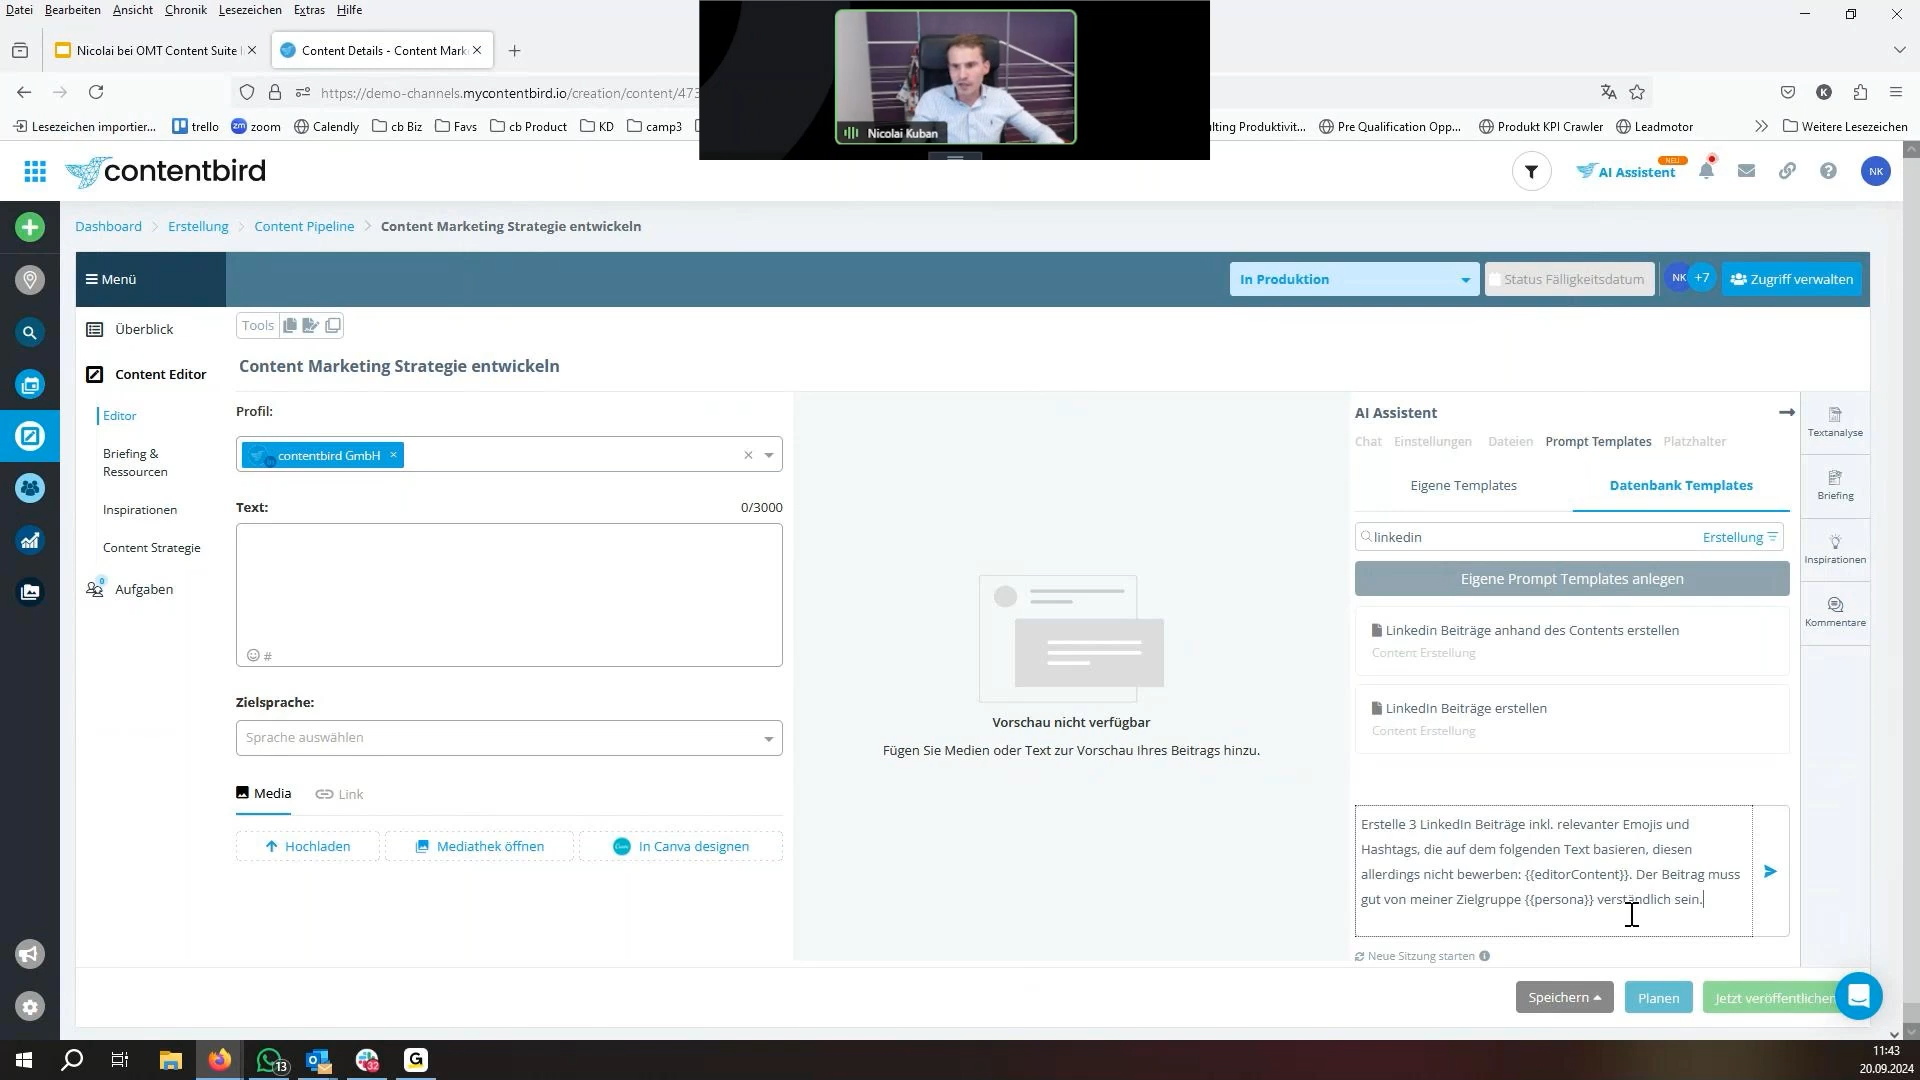 Datei Bearbeiten Ansicht Chronik Lesezeichen Extras Hilfe
Nicolai bei OMT Content Suite
Content Details - Content Mark
https://demo-channels.mycontentbird.io/creation/content/473
Lesezeichen importier...
trello
zoom
Calendly
cb Biz
Favs
cb Product
KD
camp3
lting Produktivit...
Pre Qualification Opp...
Produkt KPI Crawler
Leadmotor
Weitere Lesezeichen
Nicolai Kuban
K
contentbird
AI Assistent
NEU
NK
Dashboard > Erstellung > Content Pipeline > Content Marketing Strategie entwickeln
Menü
In Produktion
Status Fälligkeitsdatum
NK +7
Zugriff verwalten
Überblick
Content Editor
Editor
Briefing &
Ressourcen
Inspirationen
Content Strategie
0
Aufgaben
Tools
Content Marketing Strategie entwickeln
Profil:
contentbird GmbH ×
Text:
0/3000
#
Zielsprache:
Sprache auswählen
Media
Link
Hochladen
Mediathek öffnen
In Canva designen
Vorschau nicht verfügbar
Fügen Sie Medien oder Text zur Vorschau Ihres Beitrags hinzu.
AI Assistent
Chat Einstellungen Dateien Prompt Templates Platzhalter
Eigene Templates
Datenbank Templates
linkedin
Erstellung
Eigene Prompt Templates anlegen
Linkedin Beiträge anhand des Contents erstellen
Content Erstellung
LinkedIn Beiträge erstellen
Content Erstellung
Erstelle 3 LinkedIn Beiträge inkl. relevanter Emojis und
Hashtags, die auf dem folgenden Text basieren, diesen
allerdings nicht bewerben: {{editorContent}}. Der Beitrag muss
gut von meiner Zielgruppe {{persona}} verständlich sein.
Neue Sitzung starten
Textanalyse
Briefing
Inspirationen
Kommentare
Speichern
Planen
Jetzt veröffentlichen
13
32
G
11:43
20.09.2024